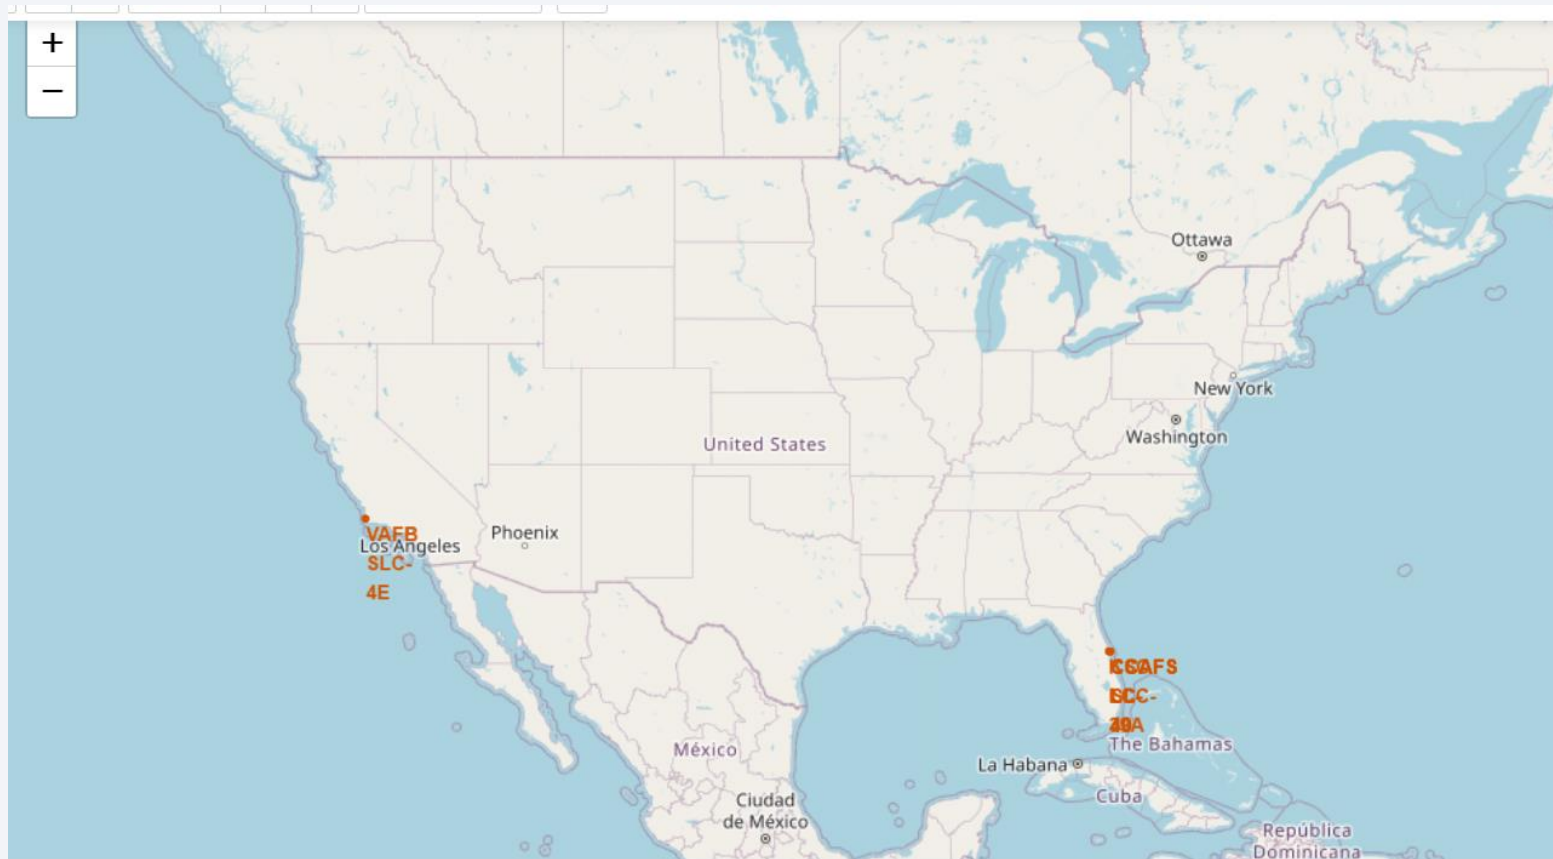 +
−
Ottawa
New York
Washington
United States
Phoenix
VAFB
Los Angeles
SLC-
4E
México
The Bahamas
La Habana
Ciudad
de México
Cuba
República
Dominicana